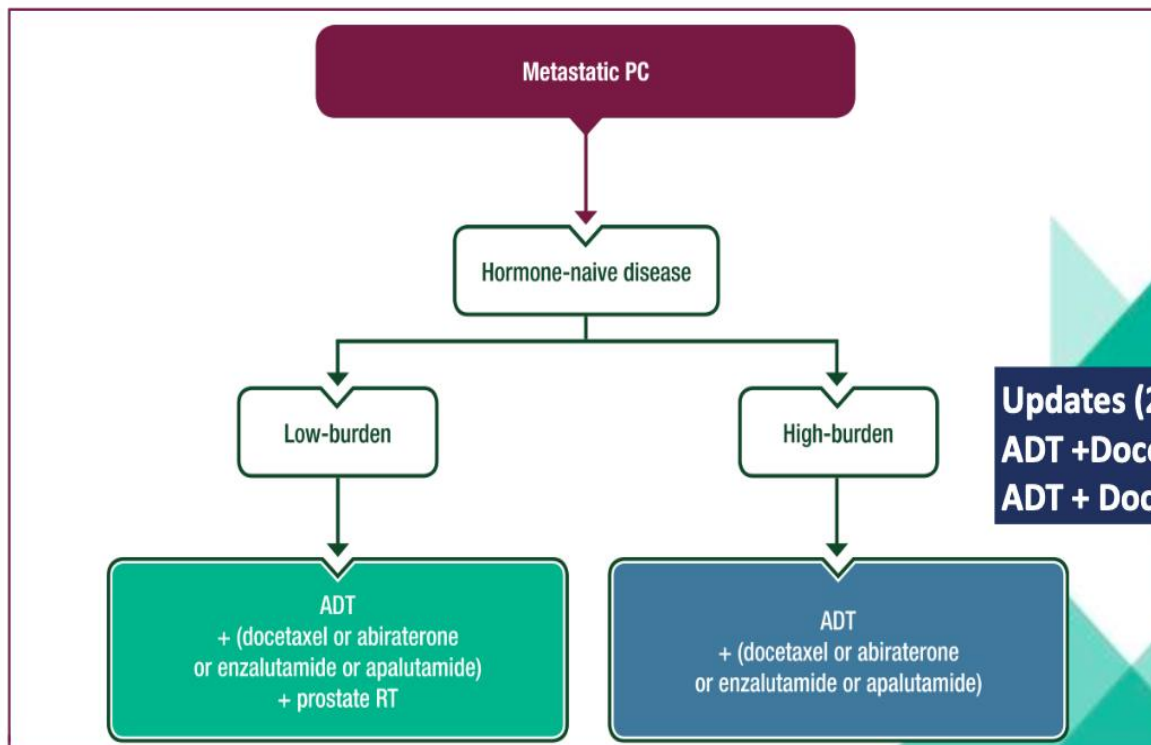 Metastatic PC
Hormone-naive disease
Low-burden
High-burden
Updates (2
ADT +Doce
ADT + Doc
ADT
+ (docetaxel or abiraterone
or enzalutamide or apalutamide)
+ prostate RT
ADT
+ (docetaxel or abiraterone
or enzalutamide or apalutamide)